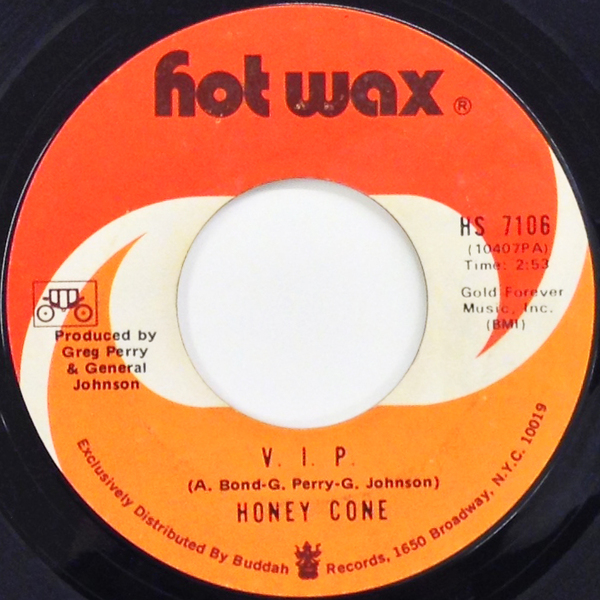 hot wax ®
HS 7106
(10407PA)
Time: 2:53
Gold Forever
Music, Inc.
(BMI)
Produced by
Greg Perry
& General
Johnson
V. I. P.
(A. Bond-G. Perry-G. Johnson)
HONEY CONE
Exclusively Distributed By Buddah Records, 1650 Broadway, N.Y.C. 10019